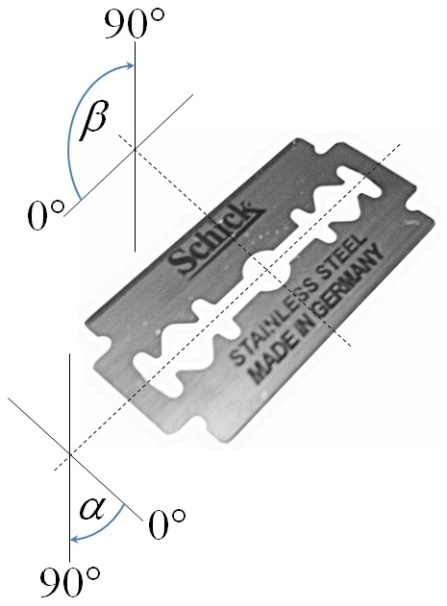 90°
β
0°
Schick
STAINLESS STEEL
MADE IN GERMANY
α
0°
90°